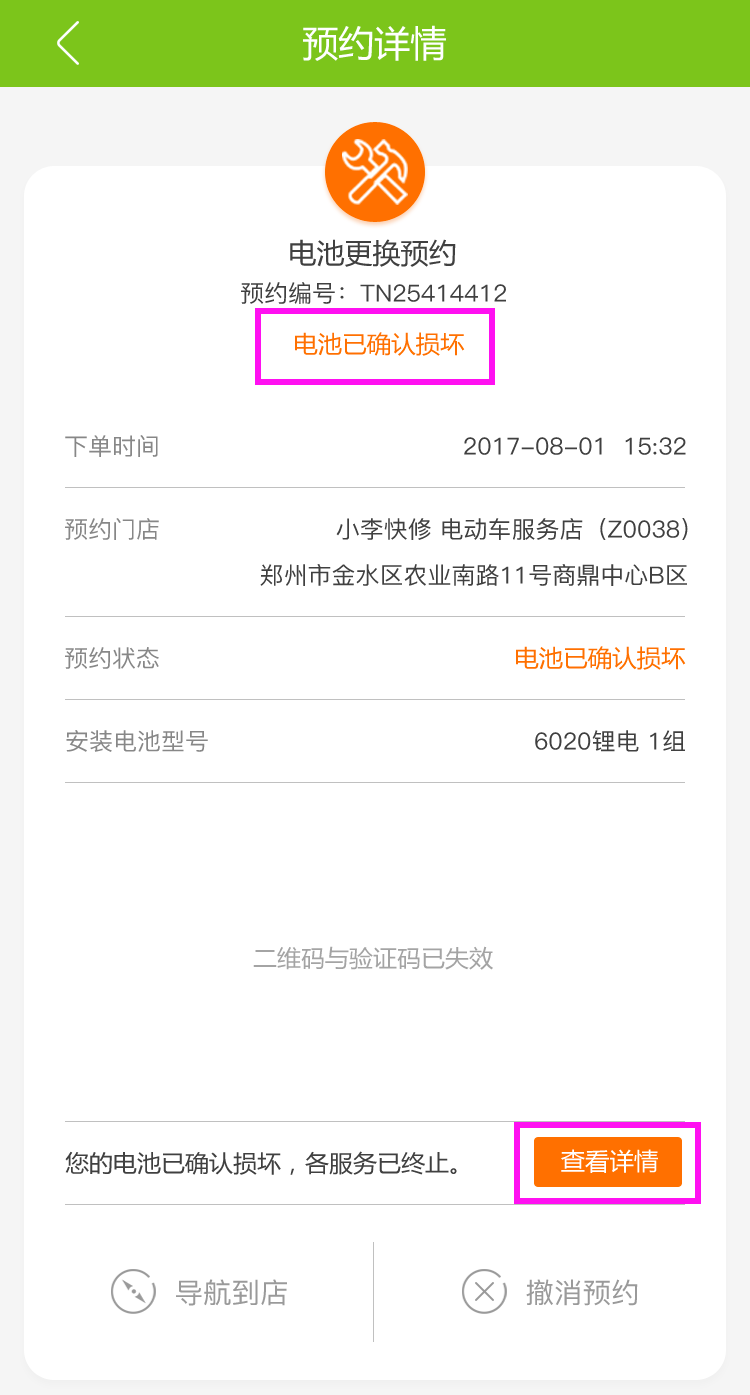 预约详情
电池更换预约
预约编号：TN25414412
电池已确认损坏
下单时间 2017-08-01 15:32
预约门店 小李快修 电动车服务店（Z0038）
郑州市金水区农业南路11号商鼎中心B区
预约状态 电池已确认损坏
安装电池型号 6020锂电 1组
二维码与验证码已失效
您的电池已确认损坏，各服务已终止。 查看详情
导航到店 撤消预约